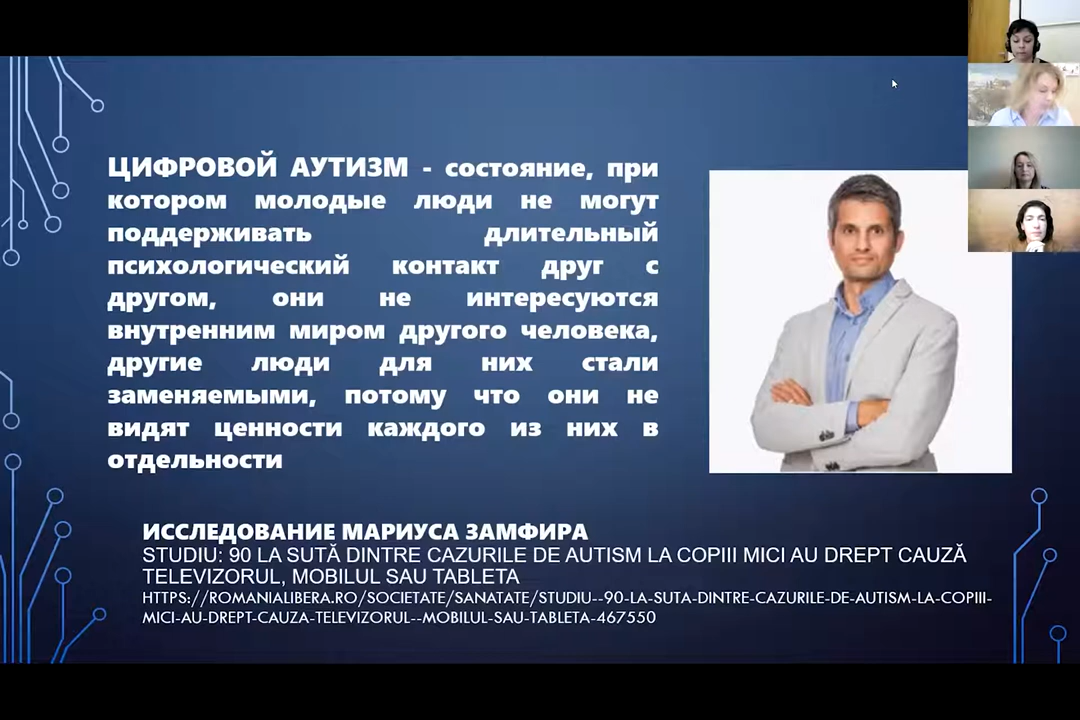 ЦИФРОВОЙ АУТИЗМ - состояние, при
котором молодые люди не могут
поддерживать длительный
психологический контакт друг с
другом, они не интересуются
внутренним миром другого человека,
другие люди для них стали
заменяемыми, потому что они не
видят ценности каждого из них в
отдельности
ИССЛЕДОВАНИЕ МАРИУСА ЗАМФИРА
STUDIU: 90 LA SUTĂ DINTRE CAZURILE DE AUTISM LA COPIII MICI AU DREPT CAUZĂ
TELEVIZORUL, MOBILUL SAU TABLETA
HTTPS://ROMANIALIBERA.RO/SOCIETATE/SANATATE/STUDIU--90-LA-SUTA-DINTRE-CAZURILE-DE-AUTISM-LA-COPIII-
MICI-AU-DREPT-CAUZA-TELEVIZORUL--MOBILUL-SAU-TABLETA-467550